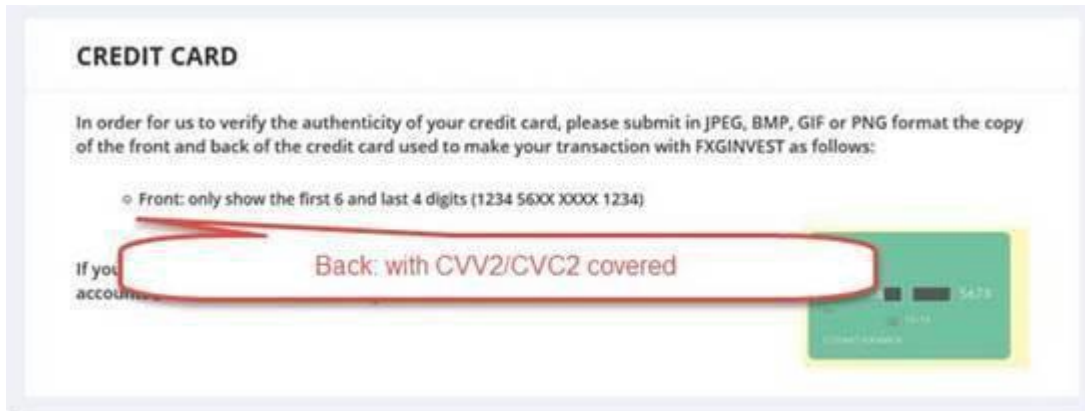 CREDIT CARD
In order for us to verify the authenticity of your credit card, please submit in JPEG, BMP, GIF or PNG format the copy
of the front and back of the credit card used to make your transaction with FXGINVEST as follows:
Front: only show the first 6 and last 4 digits (1234 56XX XXXX 1234)
Back: with CVV2/CVC2 covered
If you
5678